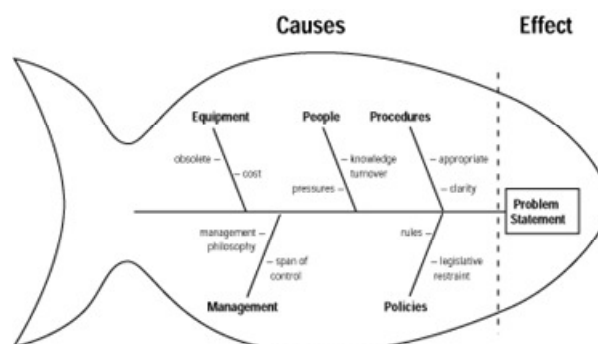 Causes
Effect
Equipment
People
Procedures
obsolete
cost
knowledge
turnover
pressures
appropriate
clarity
Problem
Statement
management
philosophy
span of
control
rules
legislative
restraint
Management
Policies